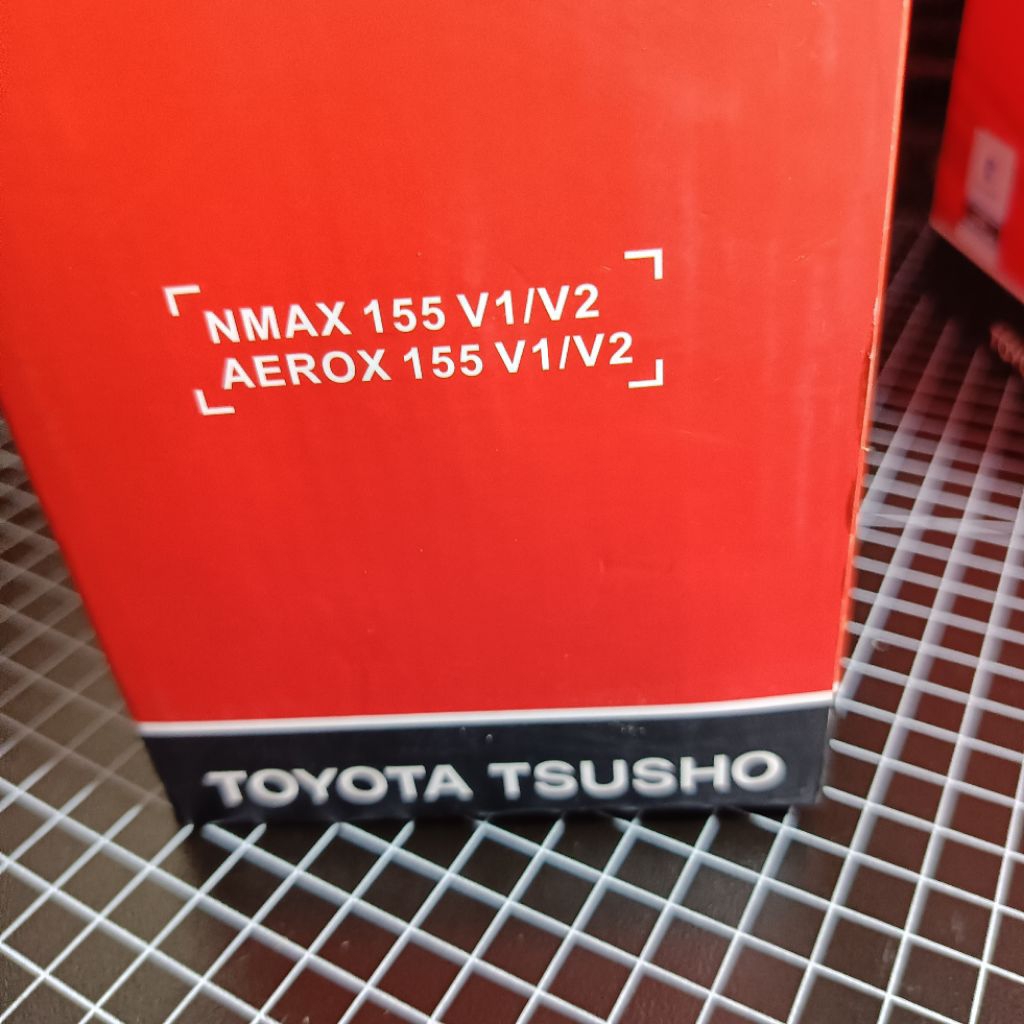 NMAX 155 V1/V2
AEROX 155 V1/V2
TOYOTA TSUSHO